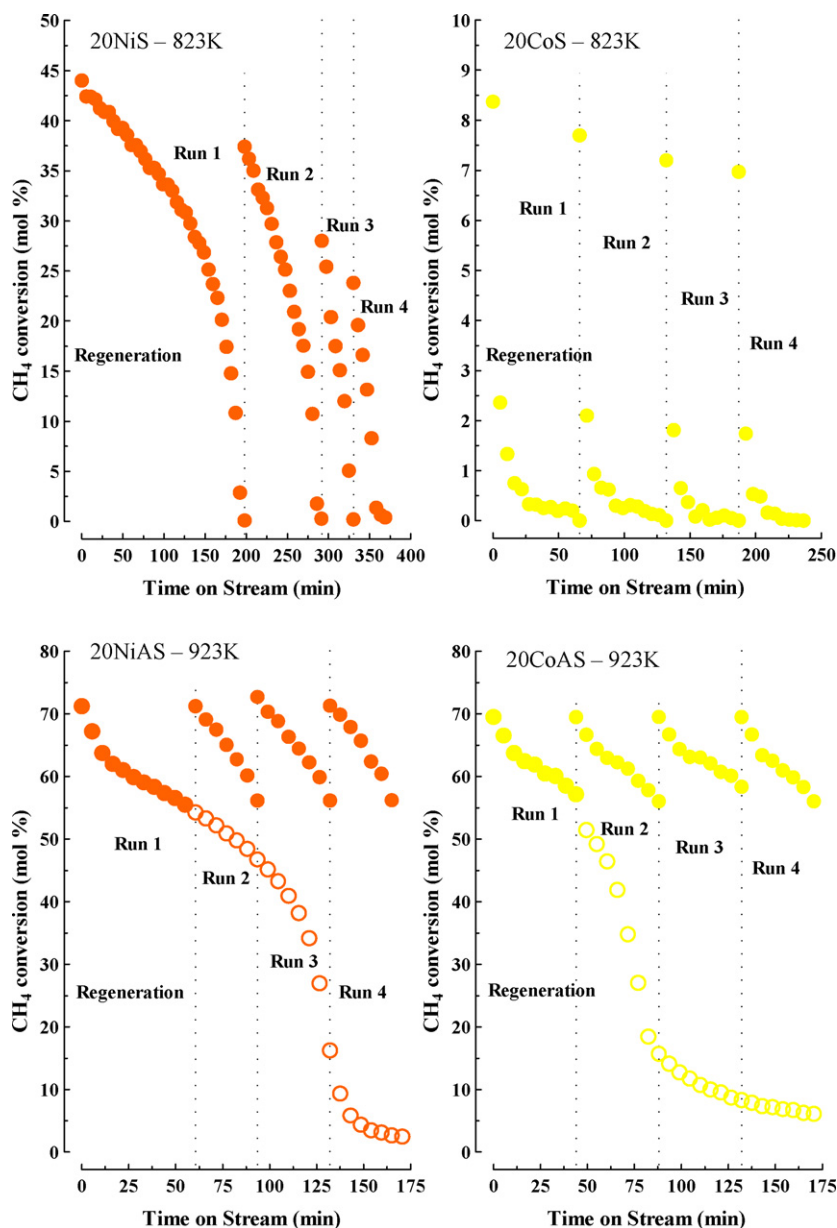 20NiS – 823K
45
40
35
30
25
20
15
10
5
0
CH4 conversion (mol %)
Run 1
Run 2
Run 3
Run 4
Regeneration
0 50 100 150 200 250 300 350 400
Time on Stream (min)
20CoS – 823K
9
8
7
6
5
4
3
2
1
0
CH4 conversion (mol %)
Run 1
Run 2
Run 3
Run 4
Regeneration
0 50 100 150 200 250
Time on Stream (min)
20NiAS – 923K
80
70
60
50
40
30
20
10
0
CH4 conversion (mol %)
Run 1
Run 2
Run 3
Run 4
Regeneration
0 25 50 75 100 125 150 175
Time on Stream (min)
20CoAS – 923K
80
70
60
50
40
30
20
10
0
CH4 conversion (mol %)
Run 1
Run 2
Run 3
Run 4
Regeneration
0 25 50 75 100 125 150 175
Time on Stream (min)